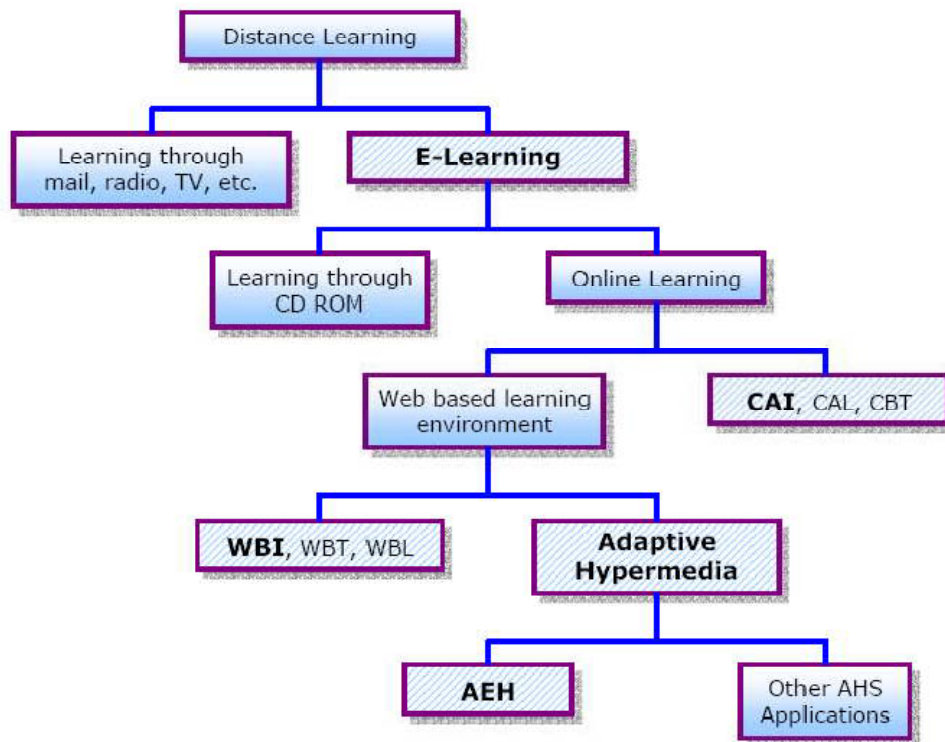 Distance Learning
Learning through
mail, radio, TV, etc.
E-Learning
Learning through
CD ROM
Online Learning
Web based learning
environment
CAI, CAL, CBT
WBI, WBT, WBL
Adaptive
Hypermedia
AEH
Other AHS
Applications